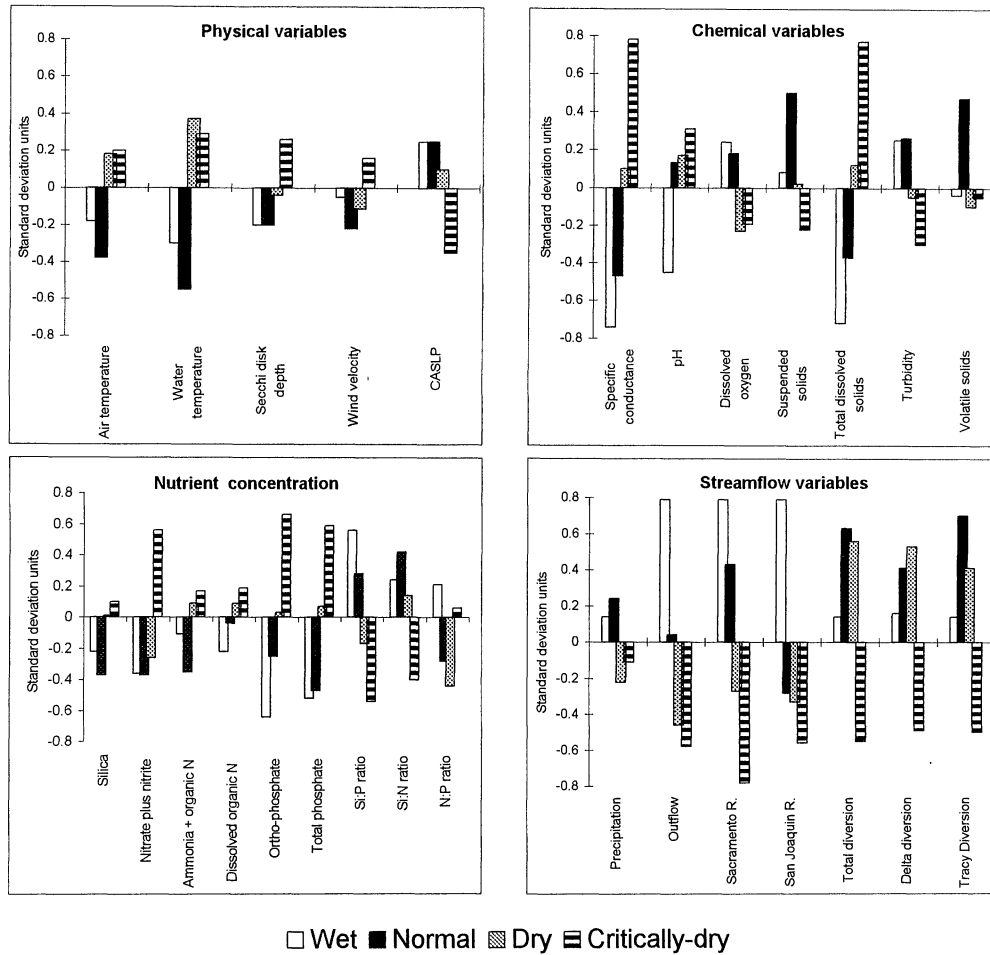 Physical variables
Standard deviation units
0.8
0.6
0.4
0.2
0
-0.2
-0.4
-0.6
-0.8
Air temperature
Water
temperature
Secchi disk
depth
Wind velocity
CASLP
Chemical variables
Standard deviation units
0.8
0.6
0.4
0.2
0
-0.2
-0.4
-0.6
-0.8
Specific
conductance
pH
Dissolved
oxygen
Suspended
solids
Total dissolved
solids
Turbidity
Volatile solids
Nutrient concentration
Standard deviation units
0.8
0.6
0.4
0.2
0
-0.2
-0.4
-0.6
-0.8
Silica
Nitrate plus nitrite
Ammonia + organic N
Dissolved organic N
Ortho-phosphate
Total phosphate
Si:P ratio
Si:N ratio
N:P ratio
Streamflow variables
Standard deviation units
0.8
0.6
0.4
0.2
0
-0.2
-0.4
-0.6
-0.8
Precipitation
Outflow
Sacramento R.
San Joaquin R.
Total diversion
Delta diversion
Tracy Diversion
Wet Normal Dry Critically-dry